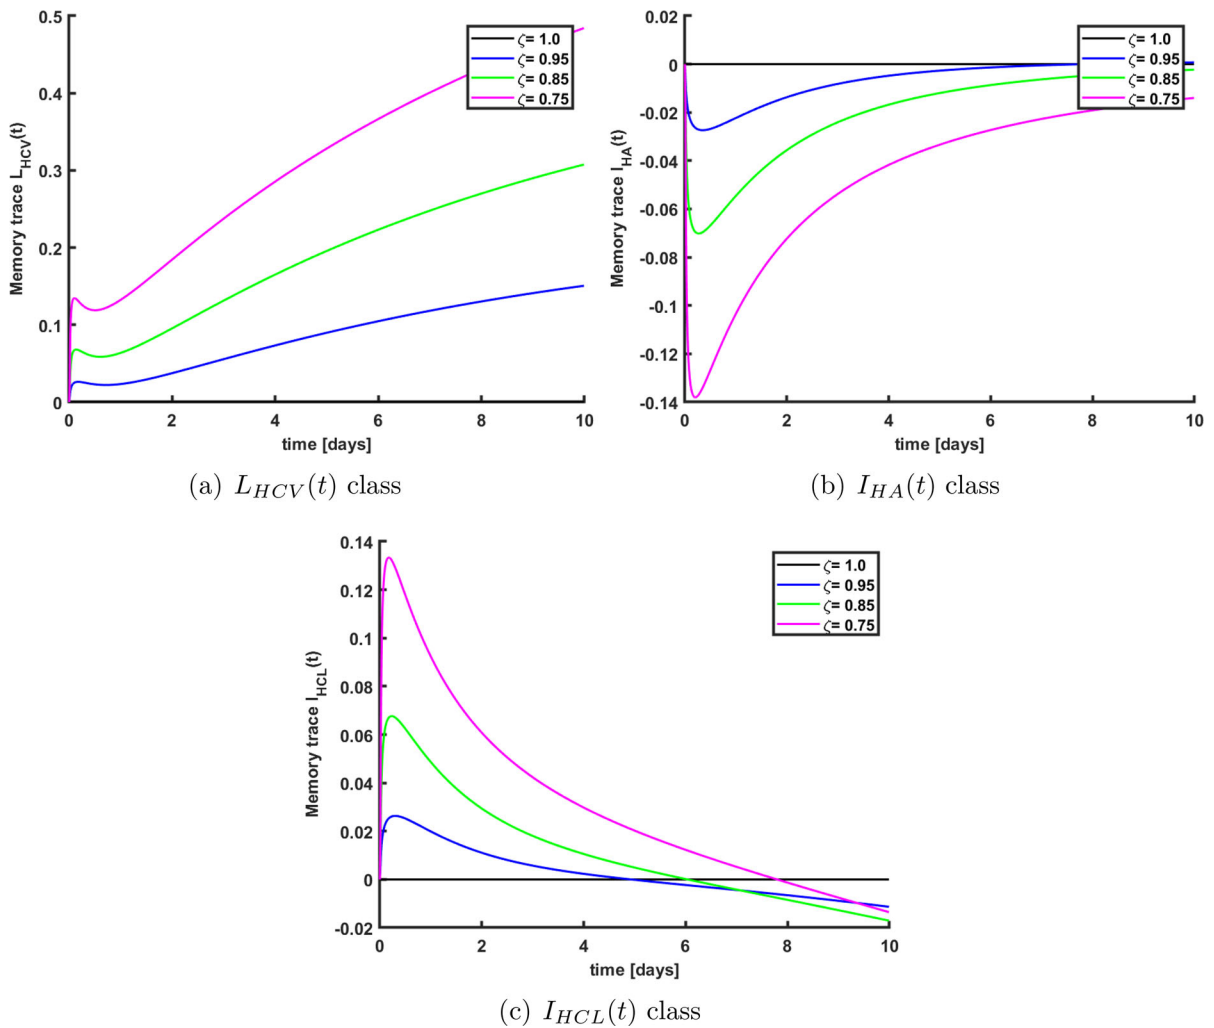 0.5
0.4
0.3
0.2
0.1
0
Memory trace L_HCV(t)
ζ= 1.0
ζ= 0.95
ζ= 0.85
ζ= 0.75
0 2 4 6 8 10
time [days]
(a) L_HCV(t) class
0.02
0
-0.02
-0.04
-0.06
-0.08
-0.1
-0.12
-0.14
Memory trace I_HA(t)
ζ= 1.0
ζ= 0.95
ζ= 0.85
ζ= 0.75
0 2 4 6 8 10
time [days]
(b) I_HA(t) class
0.14
0.12
0.1
0.08
0.06
0.04
0.02
0
-0.02
Memory trace I_HCL(t)
ζ= 1.0
ζ= 0.95
ζ= 0.85
ζ= 0.75
0 2 4 6 8 10
time [days]
(c) I_HCL(t) class